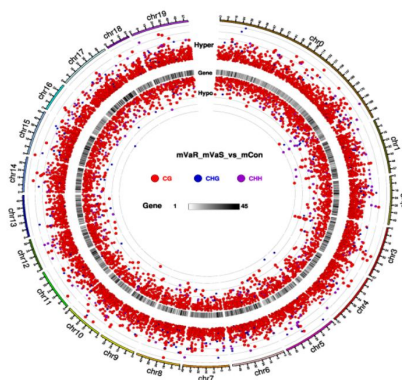 chr0
chr1
chr3
chr4
chr5
chr6
chr7
chr8
chr9
chr10
chr11
chr12
chr13
chr14
chr15
chr16
chr17
chr18
chr19
Hyper
Gene
Hypo
mVaR_mVaS_vs_mCon
CG CHG CHH
Gene 1 45